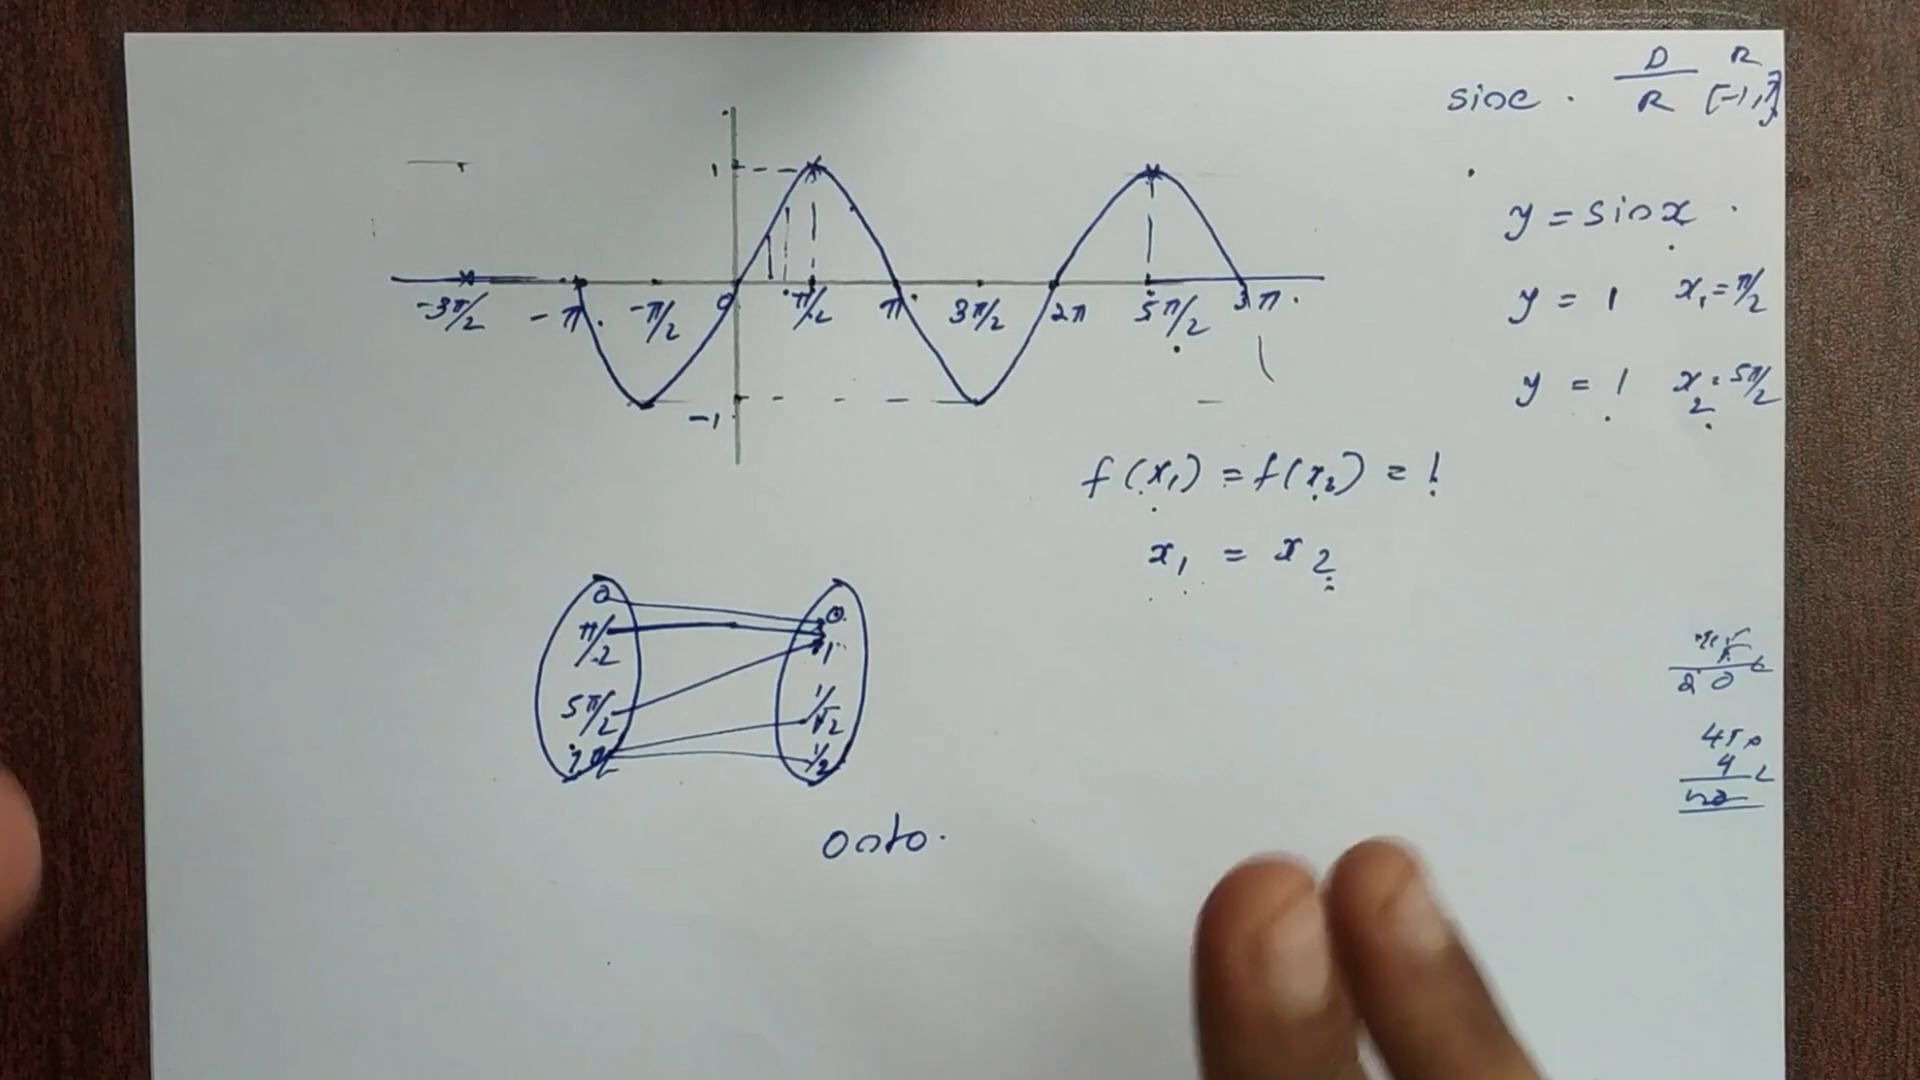 D R
sine . R [-1,1]
1
y = sinx
-3π/2 -π -π/2 0 π/2 π 3π/2 2π 5π/2 3π
y = 1 x₁=π/2
y = 1 x₂=5π/2
-1
f(x₁) = f(x₂) = 1
x₁ = x₂
0 0
π/2 1
5π/2 1/√2
1/2
onto.